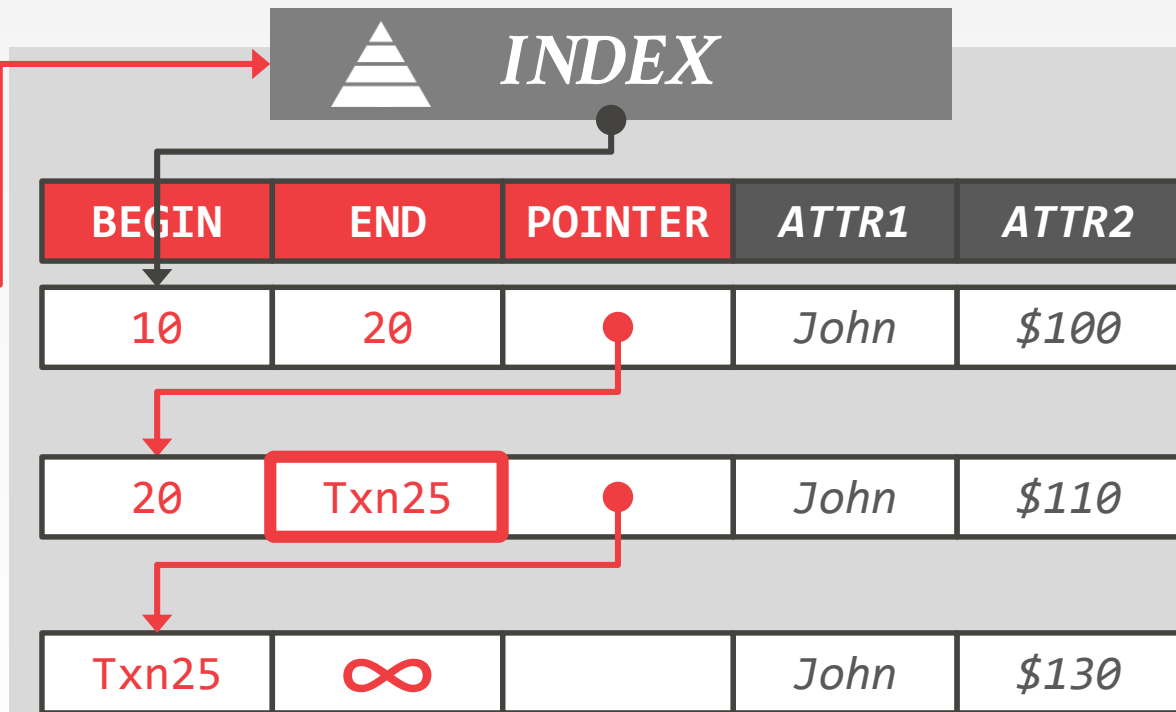 INDEX
BEGIN END POINTER ATTR1 ATTR2
10 20 John $100
20 Txn25 John $110
Txn25 ∞ John $130